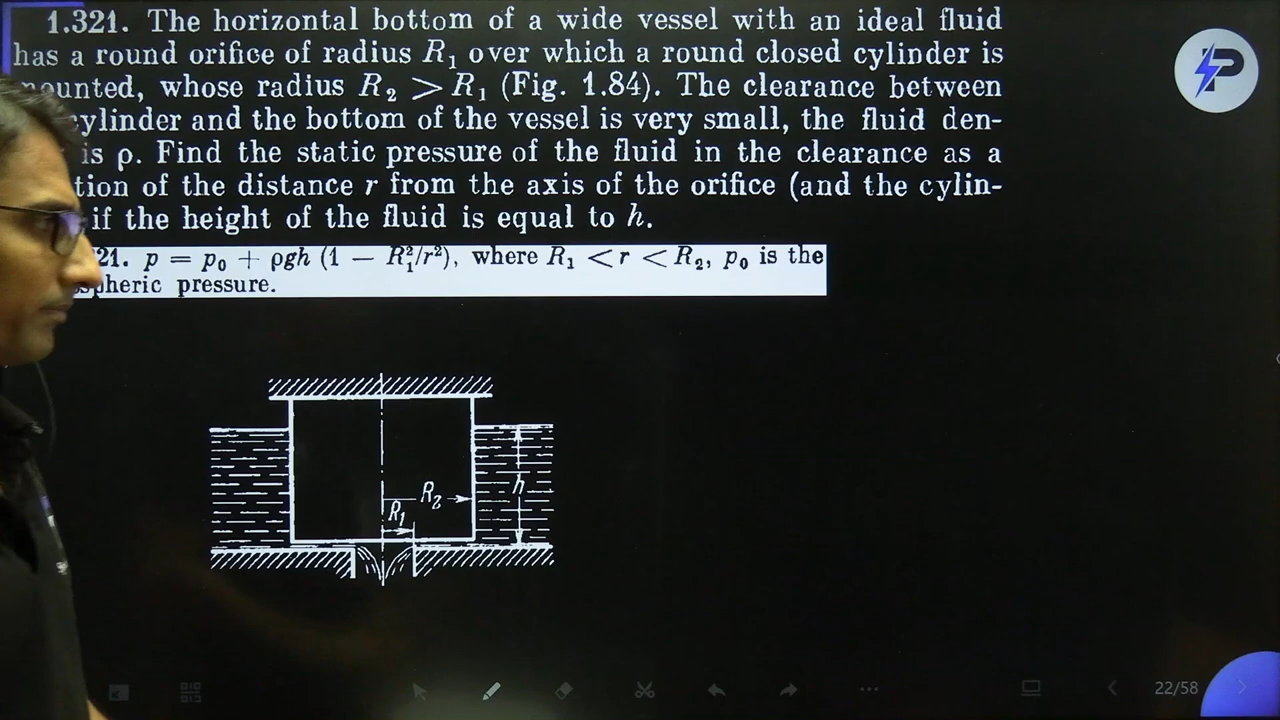 1.321. The horizontal bottom of a wide vessel with an ideal fluid
has a round orifice of radius R₁ over which a round closed cylinder is
mounted, whose radius R₂ > R₁ (Fig. 1.84). The clearance between
cylinder and the bottom of the vessel is very small, the fluid den-
is ρ. Find the static pressure of the fluid in the clearance as a
tion of the distance r from the axis of the orifice (and the cylin-
if the height of the fluid is equal to h.
21. p = p₀ + ρgh (1 − R₁²/r²), where R₁ < r < R₂, p₀ is the
spheric pressure.
R₂
h
R₁
22/58